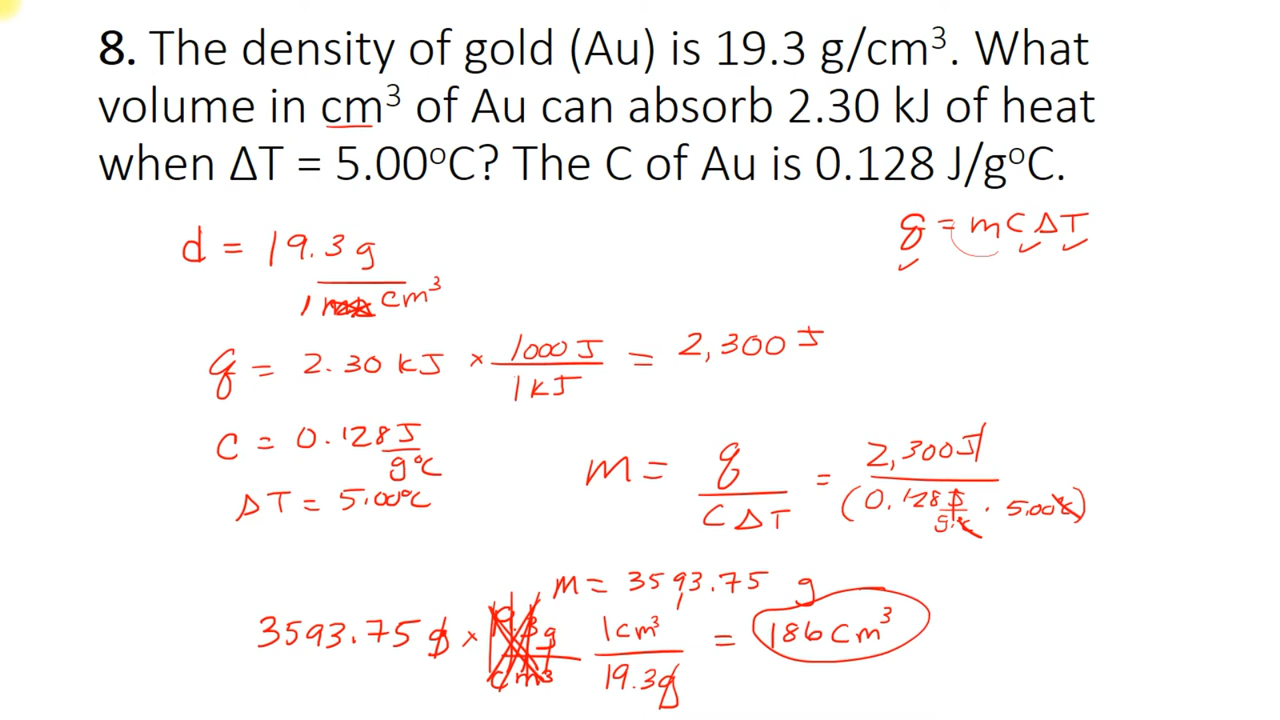 8. The density of gold (Au) is 19.3 g/cm³. What
volume in cm³ of Au can absorb 2.30 kJ of heat
when ΔT = 5.00°C? The C of Au is 0.128 J/g°C.
q = mCΔT
d = 19.3 g
1 cm³
q = 2.30 kJ × 1000 J / 1 kJ = 2,300 J
C = 0.128 J / g°C
ΔT = 5.00°C
m = q / CΔT = 2,300 J / (0.128 J / g·°C · 5.00°C)
m = 3593.75 g
3593.75 g × 1 cm³ / 19.3 g = 186 cm³